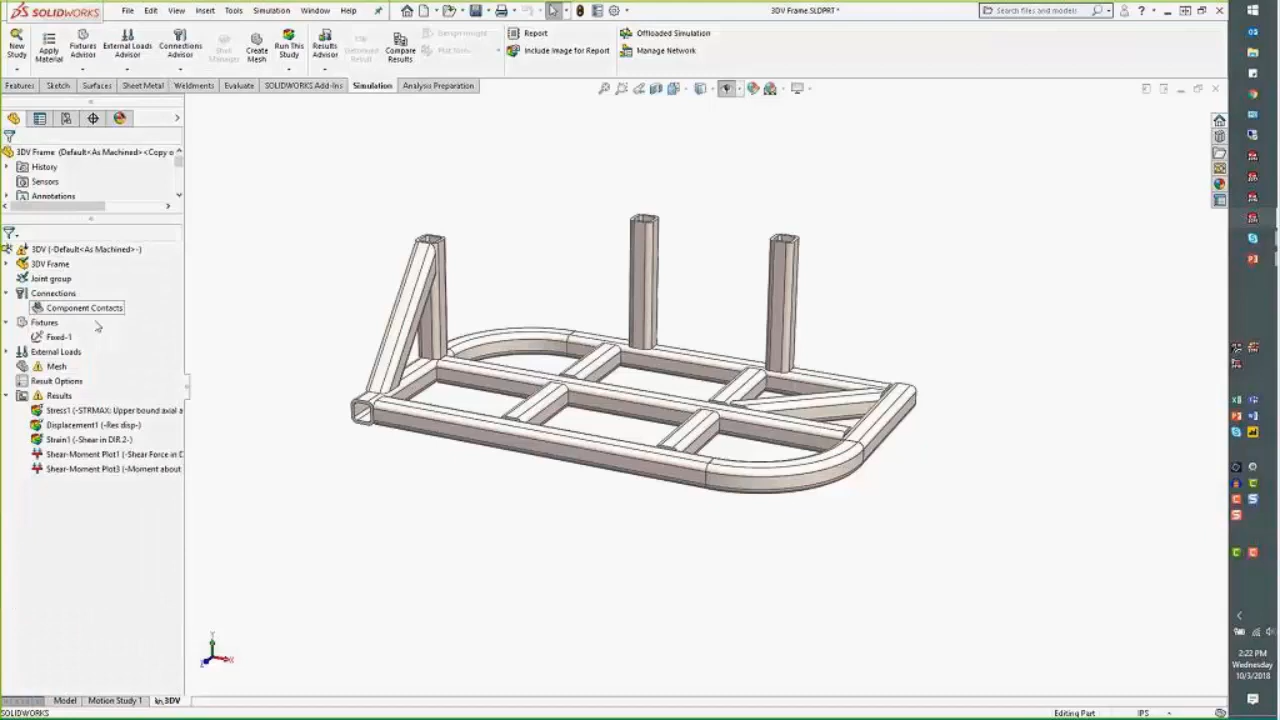 SOLIDWORKS File Edit View Insert Tools Simulation Window Help 3DV Frame.SLDPRT * Search files and models
New Study
Apply Material
Fixtures Advisor
External Loads Advisor
Connections Advisor
Shell Manager
Create Mesh
Run This Study
Results Advisor
Deformed Result
Compare Results
Design Insight
Plot Tools
Report
Include Image for Report
Offloaded Simulation
Manage Network
Features Sketch Surfaces Sheet Metal Weldments Evaluate SOLIDWORKS Add-Ins Simulation Analysis Preparation
3DV Frame (Default<As Machined><Copy o
History
Sensors
Annotations
3DV (-Default<As Machined>-)
3DV Frame
Joint group
Connections
Component Contacts
Fixtures
Fixed-1
External Loads
Mesh
Result Options
Results
Stress1 (-STRMAX: Upper bound axial a
Displacement1 (-Res disp-)
Strain1 (-Shear in DIR.2-)
Shear-Moment Plot1 (-Shear Force in D
Shear-Moment Plot3 (-Moment about
Y
X
Z
2:22 PM
Wednesday
10/3/2018
Model Motion Study 1 3DV
SOLIDWORKS Editing Part IPS